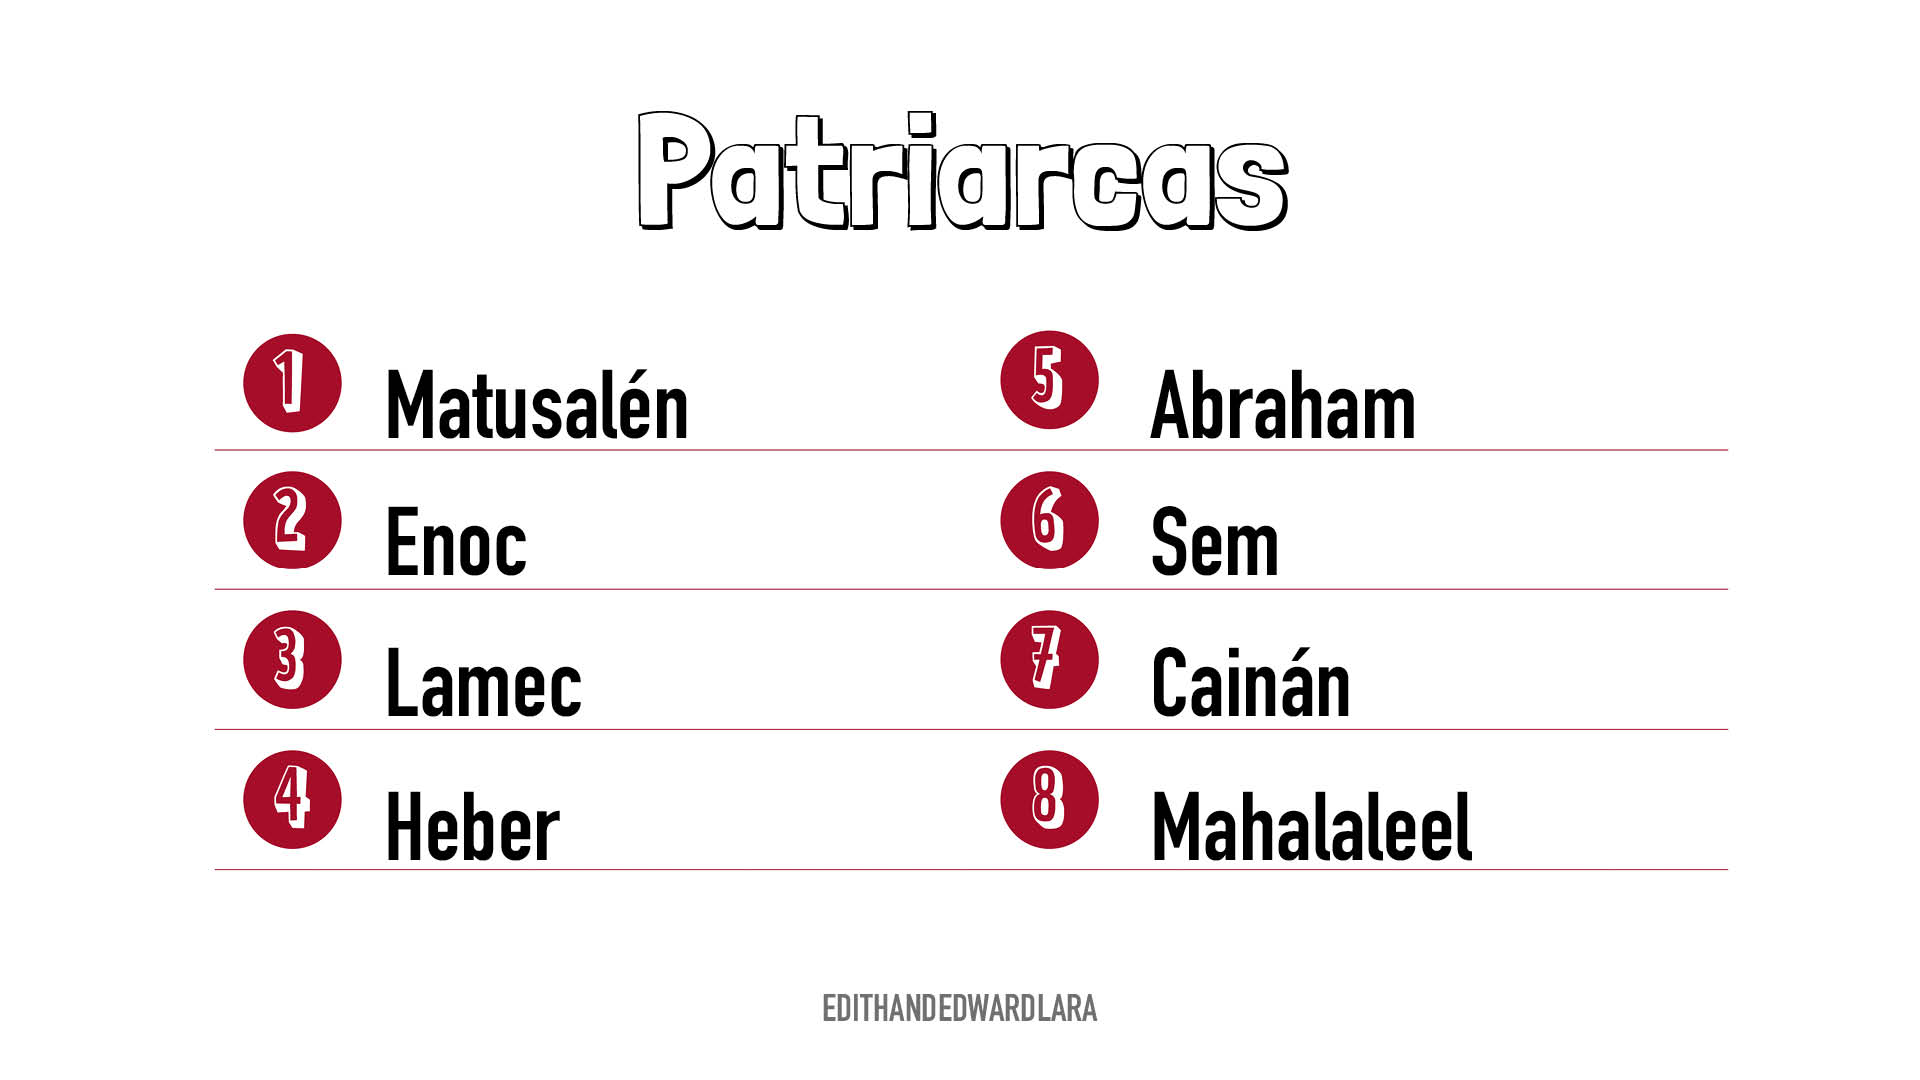 Patriarcas
1 Matusalén
2 Enoc
3 Lamec
4 Heber
5 Abraham
6 Sem
7 Cainán
8 Mahalaleel
EDITHANDEDWARDLARA